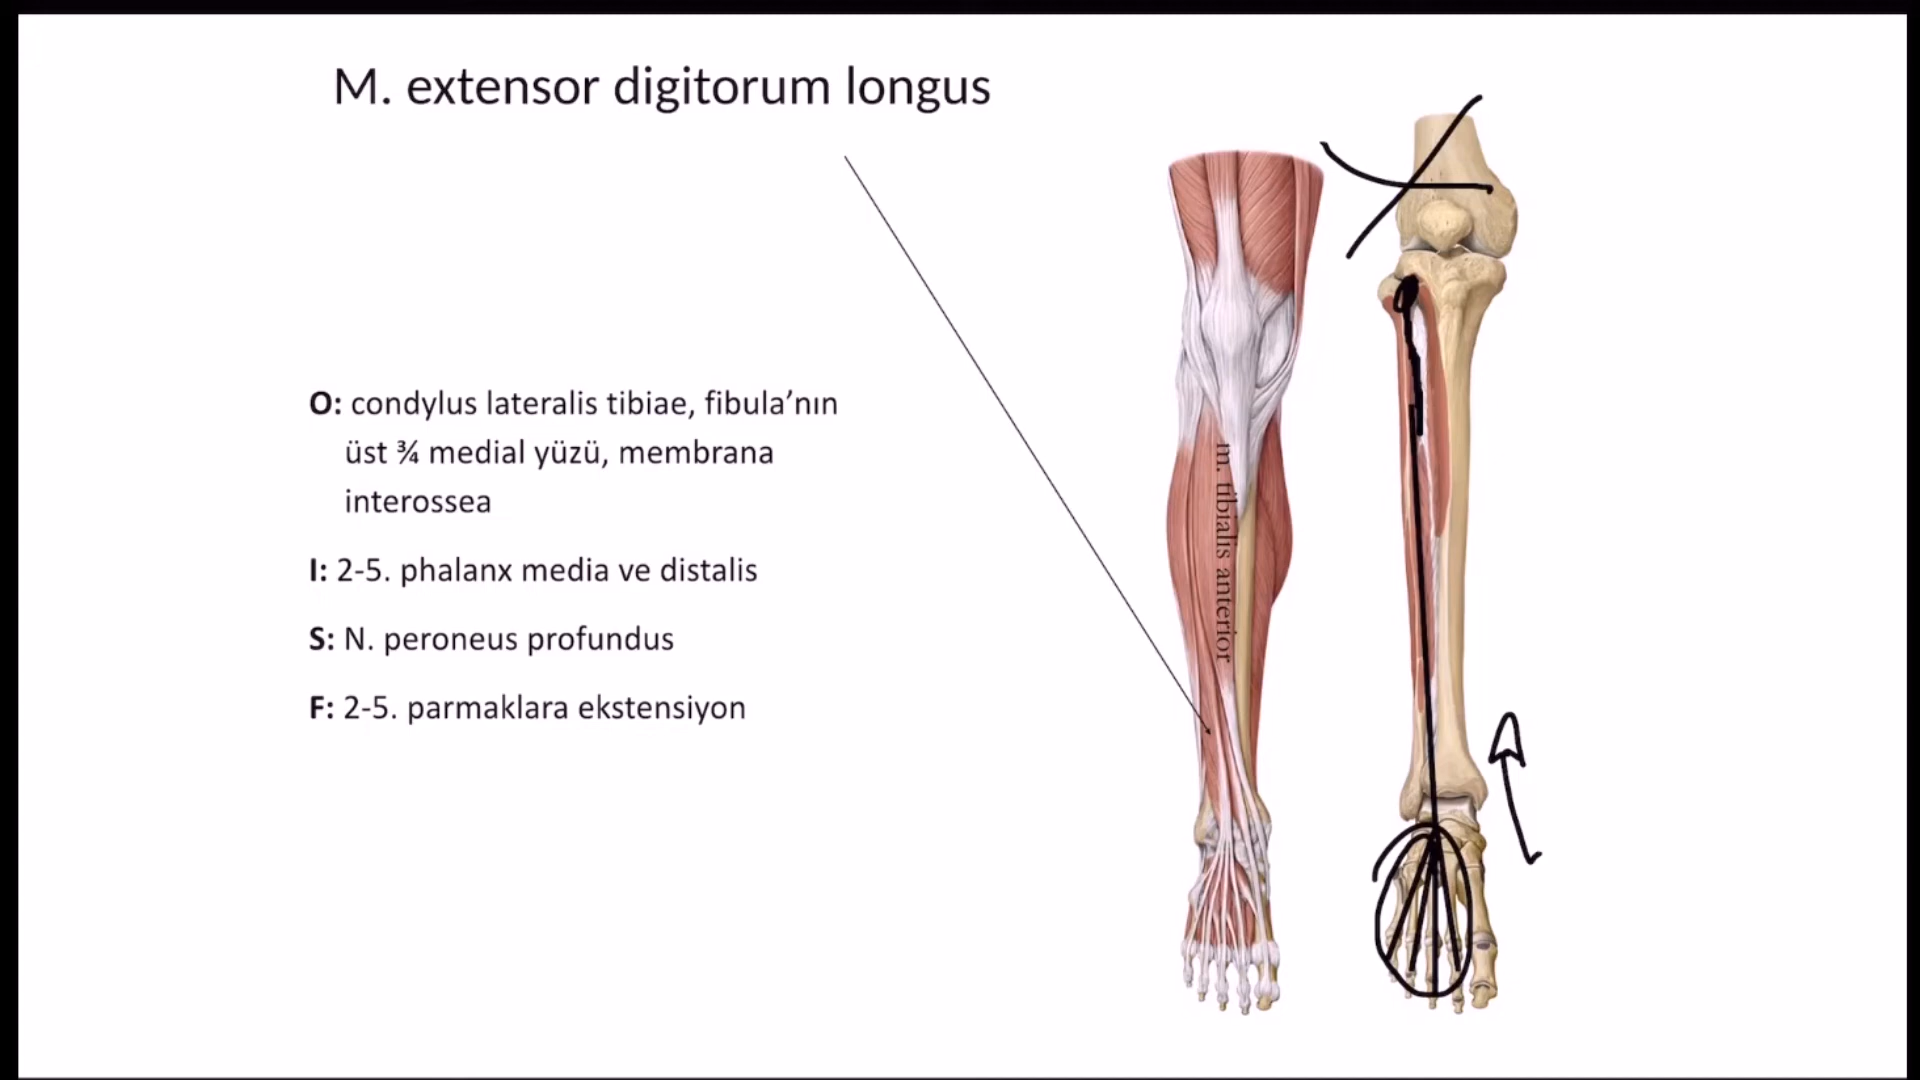 M. extensor digitorum longus
O: condylus lateralis tibiae, fibula’nın
üst ¾ medial yüzü, membrana
interossea
I: 2-5. phalanx media ve distalis
S: N. peroneus profundus
F: 2-5. parmaklara ekstensiyon
m. tibialis anterior